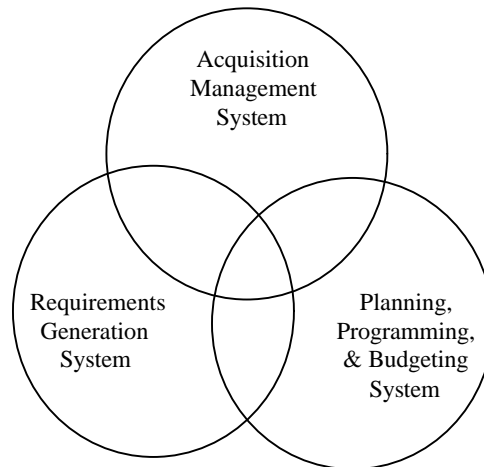 Acquisition
Management
System
Requirements
Generation
System
Planning,
Programming,
& Budgeting
System